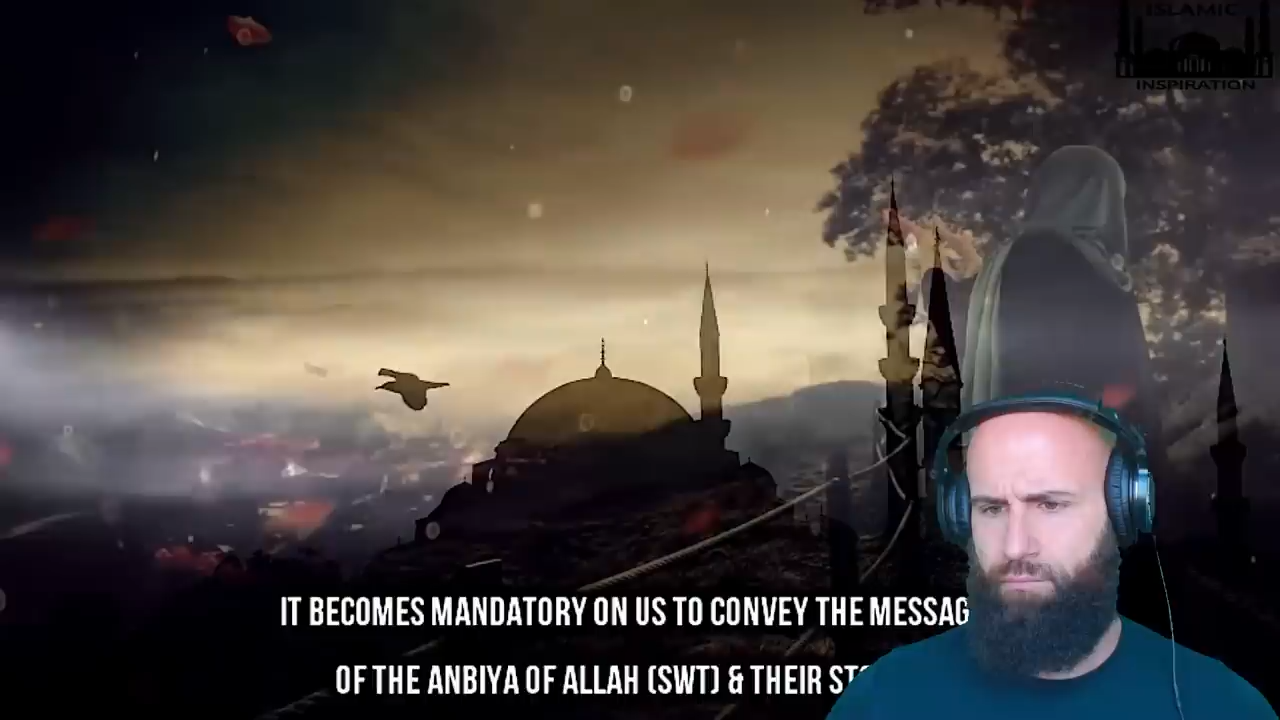 ISLAMIC
INSPIRATION
IT BECOMES MANDATORY ON US TO CONVEY THE MESSAG
OF THE ANBIYA OF ALLAH (SWT) & THEIR